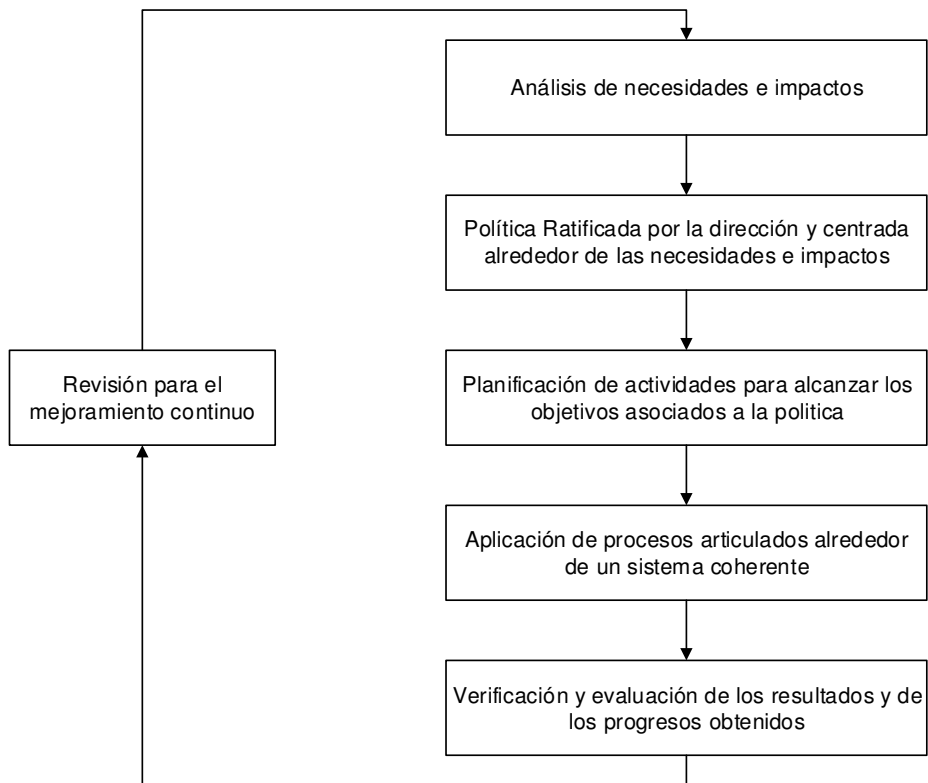 Análisis de necesidades e impactos
Política Ratificada por la dirección y centrada
alrededor de las necesidades e impactos
Revisión para el
mejoramiento continuo
Planificación de actividades para alcanzar los
objetivos asociados a la politica
Aplicación de procesos articulados alrededor
de un sistema coherente
Verificación y evaluación de los resultados y de
los progresos obtenidos